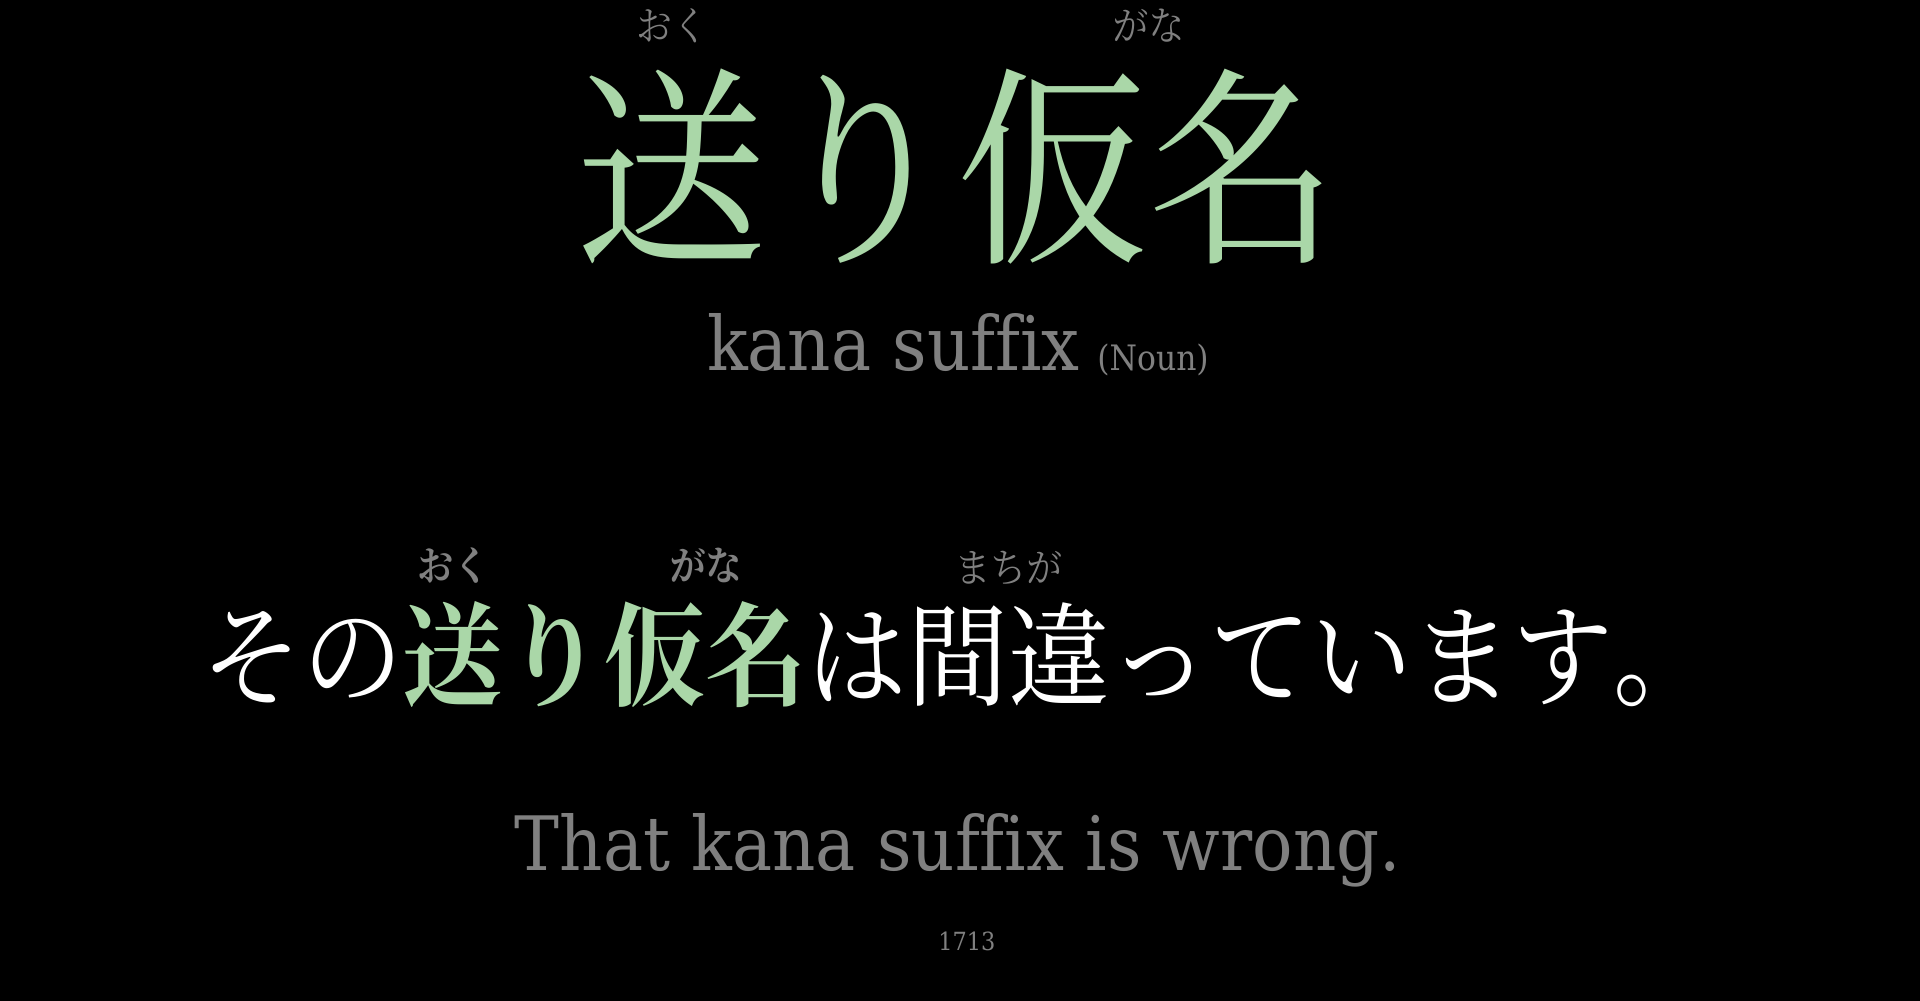 おく がな
送り仮名
kana suffix (Noun)
おく がな まちが
その送り仮名は間違っています。
That kana suffix is wrong.
1713